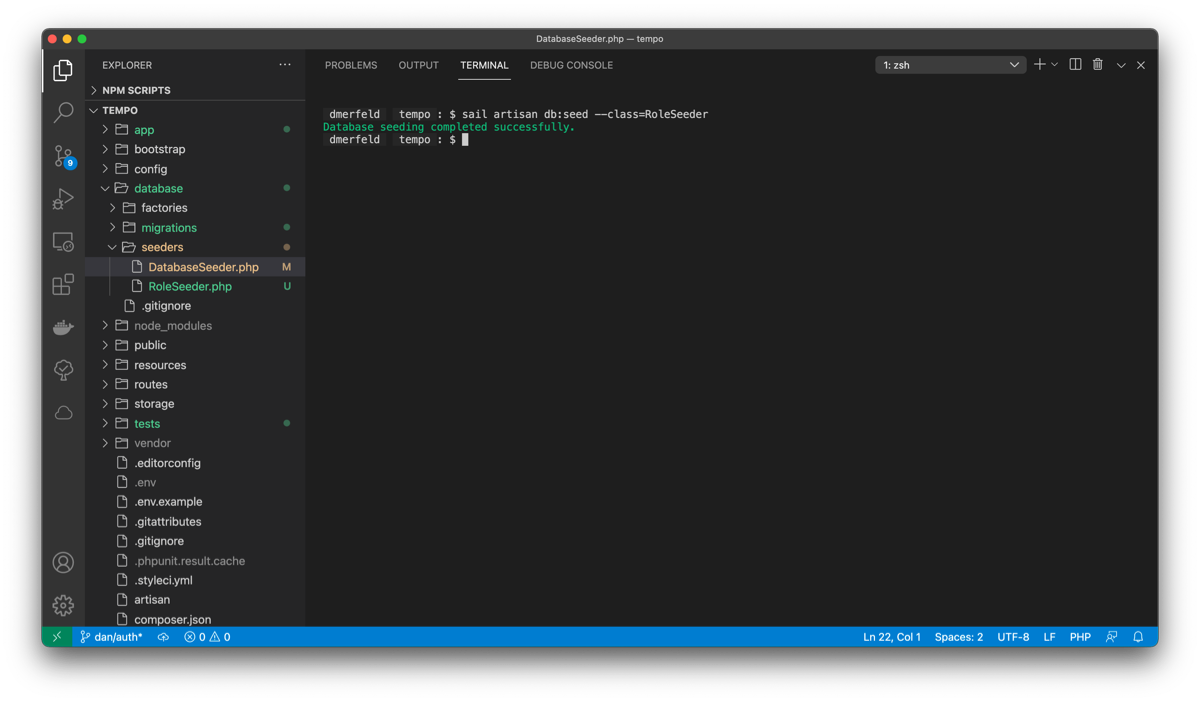 DatabaseSeeder.php — tempo
EXPLORER
NPM SCRIPTS
TEMPO
app
bootstrap
config
database
factories
migrations
seeders
DatabaseSeeder.php M
RoleSeeder.php U
.gitignore
node_modules
public
resources
routes
storage
tests
vendor
.editorconfig
.env
.env.example
.gitattributes
.gitignore
.phpunit.result.cache
.styleci.yml
artisan
composer.json
9
PROBLEMS OUTPUT TERMINAL DEBUG CONSOLE 1: zsh
dmerfeld tempo : $ sail artisan db:seed --class=RoleSeeder
Database seeding completed successfully.
dmerfeld tempo : $
dan/auth* 0 0 Ln 22, Col 1 Spaces: 2 UTF-8 LF PHP